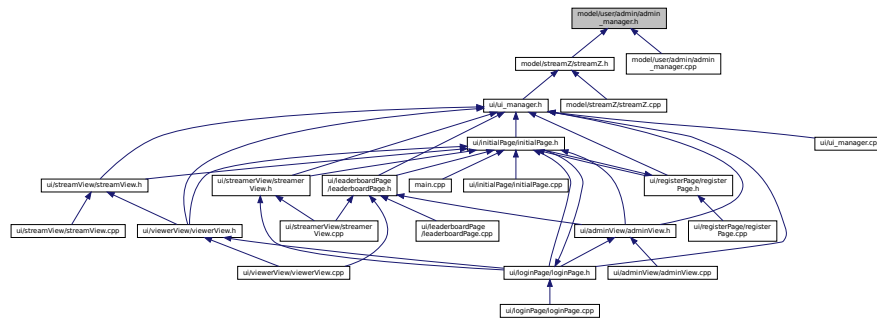 model/user/admin/admin
_manager.h
model/streamZ/streamZ.h
model/user/admin/admin
_manager.cpp
ui/ui_manager.h
model/streamZ/streamZ.cpp
ui/initialPage/initialPage.h
ui/ui_manager.cpp
ui/streamView/streamView.h
ui/streamerView/streamer
View.h
ui/leaderboardPage
/leaderboardPage.h
main.cpp
ui/initialPage/initialPage.cpp
ui/registerPage/register
Page.h
ui/streamView/streamView.cpp
ui/viewerView/viewerView.h
ui/streamerView/streamer
View.cpp
ui/leaderboardPage
/leaderboardPage.cpp
ui/adminView/adminView.h
ui/registerPage/register
Page.cpp
ui/viewerView/viewerView.cpp
ui/loginPage/loginPage.h
ui/adminView/adminView.cpp
ui/loginPage/loginPage.cpp